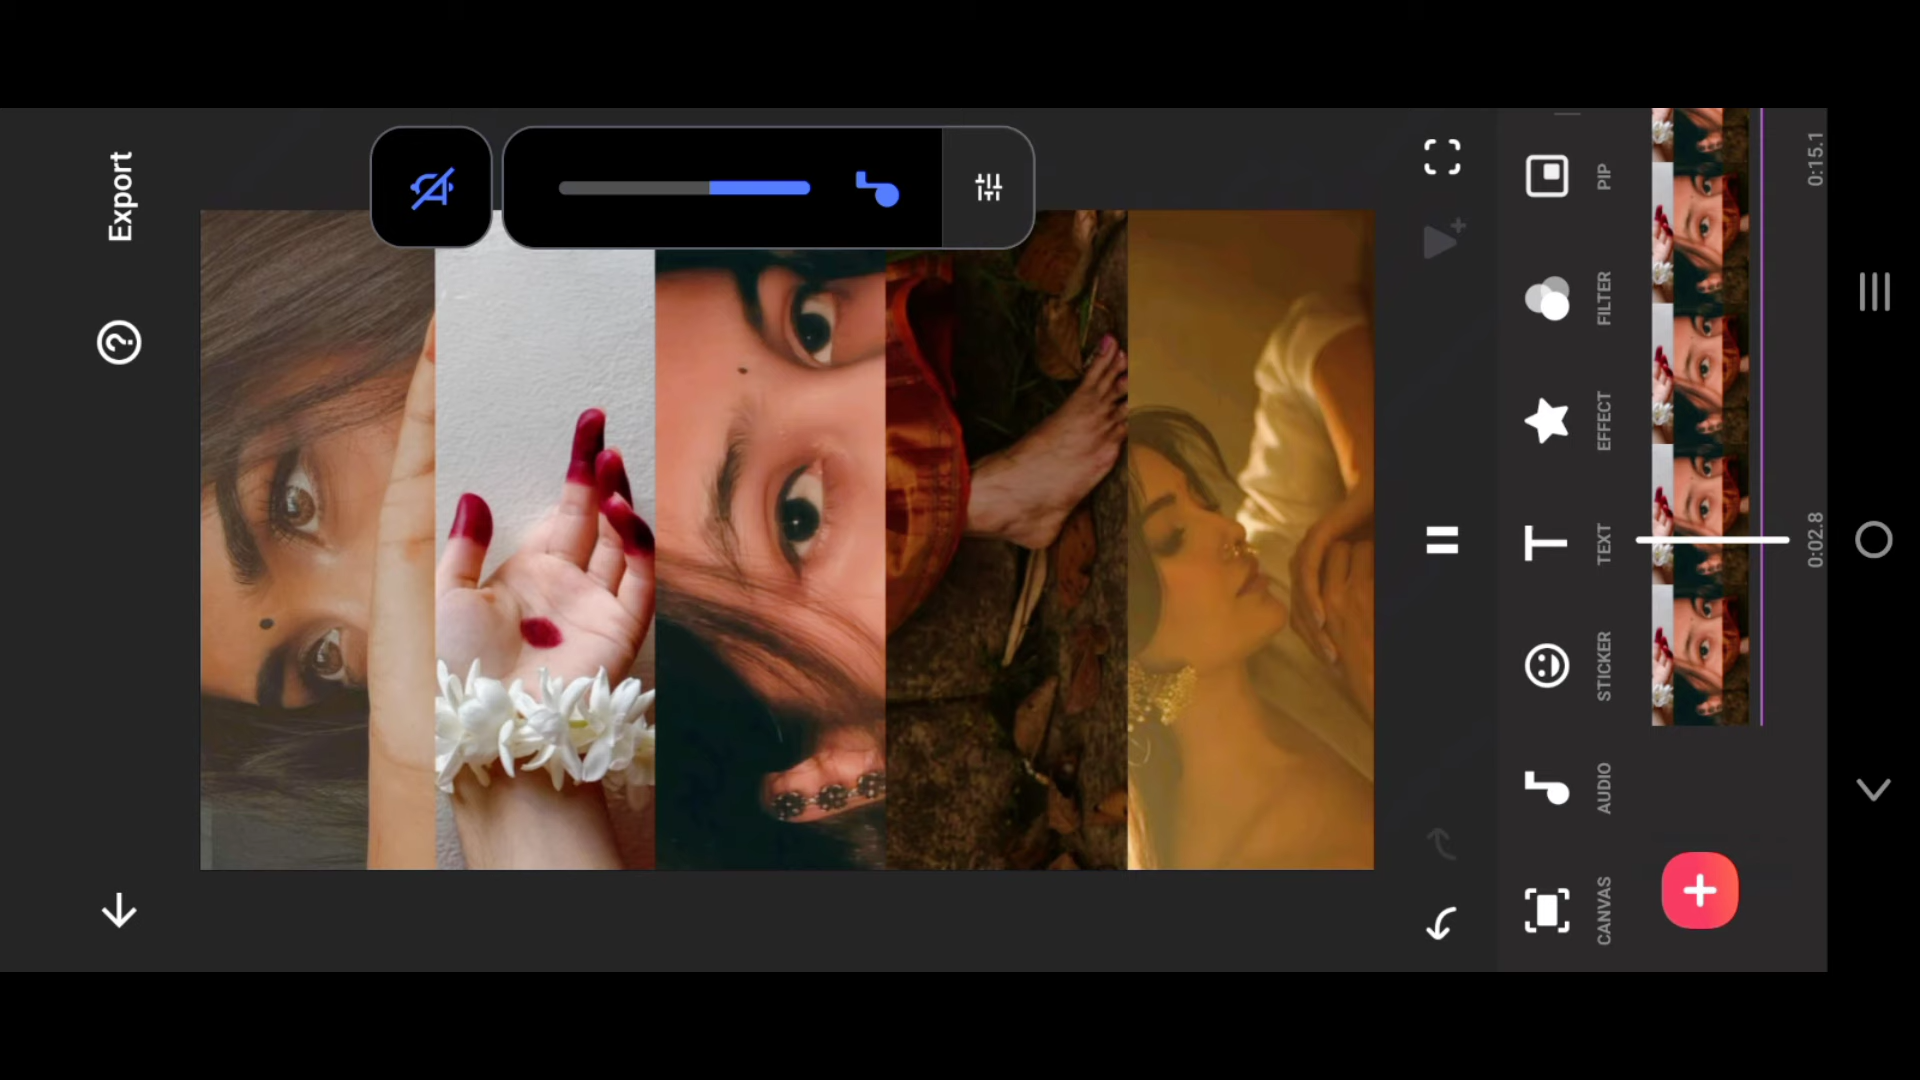 Export
CANVAS
AUDIO
STICKER
TEXT
EFFECT
FILTER
PIP
0:02.8
0:15.1